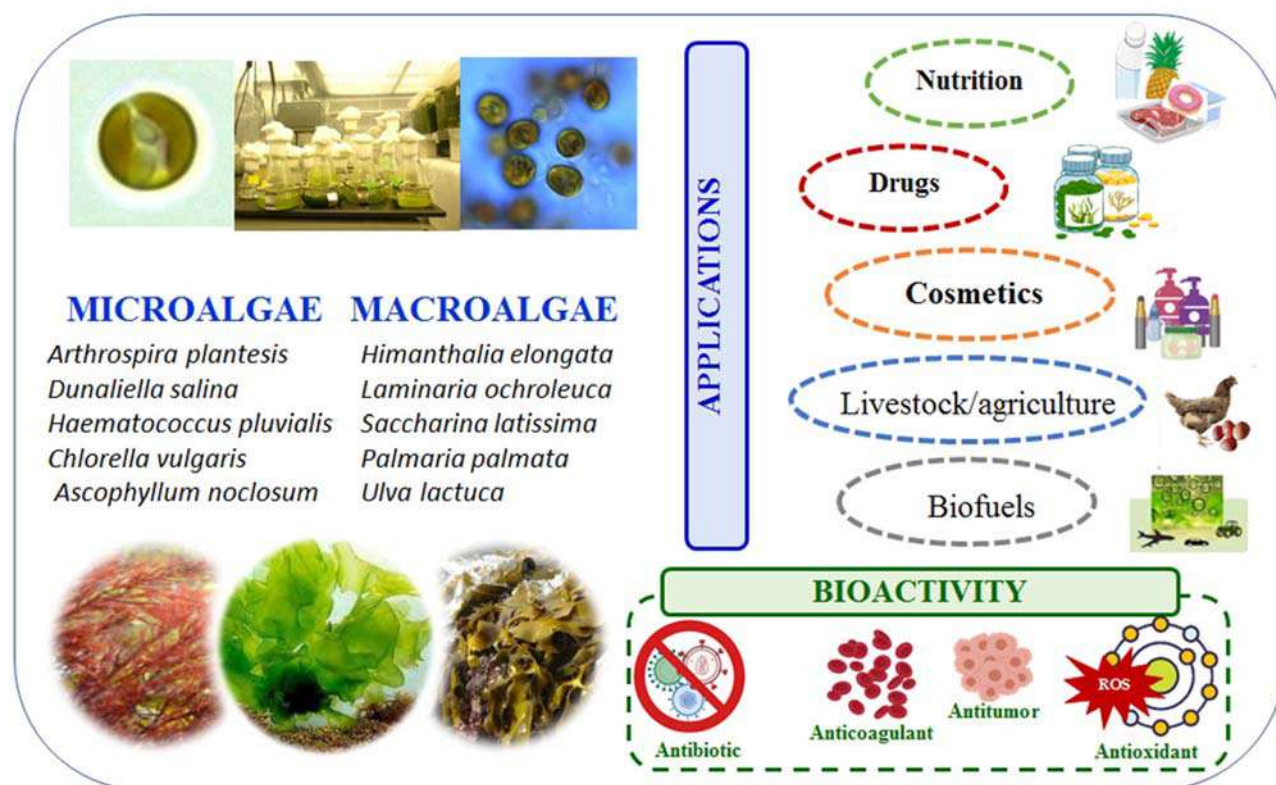 MICROALGAE
Arthrospira plantesis
Dunaliella salina
Haematococcus pluvialis
Chlorella vulgaris
Ascophyllum noclosum
MACROALGAE
Himanthalia elongata
Laminaria ochroleuca
Saccharina latissima
Palmaria palmata
Ulva lactuca
APPLICATIONS
Nutrition
Drugs
Cosmetics
Livestock/agriculture
Biofuels
BIOACTIVITY
Antibiotic
Anticoagulant
Antitumor
ROS
Antioxidant